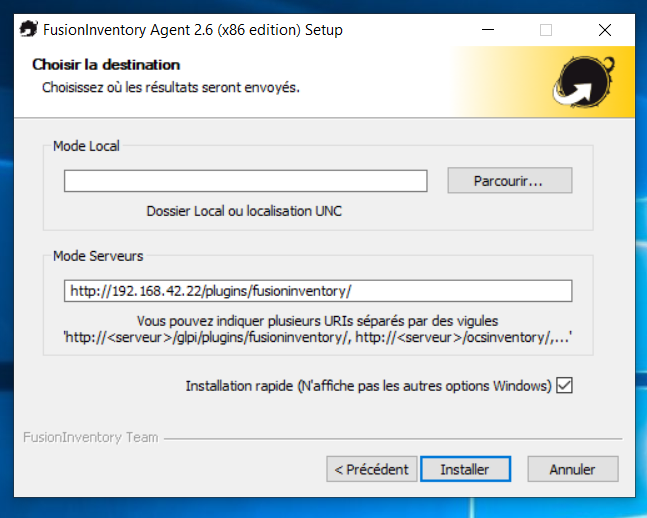 FusionInventory Agent 2.6 (x86 edition) Setup
Choisir la destination
Choisissez où les résultats seront envoyés.
Mode Local
Parcourir...
Dossier Local ou localisation UNC
Mode Serveurs
http://192.168.42.22/plugins/fusioninventory/
Vous pouvez indiquer plusieurs URIs séparés par des vigules
'http://<serveur>/glpi/plugins/fusioninventory/, http://<serveur>/ocsinventory/,...'
Installation rapide (N'affiche pas les autres options Windows)
FusionInventory Team
< Précédent
Installer
Annuler